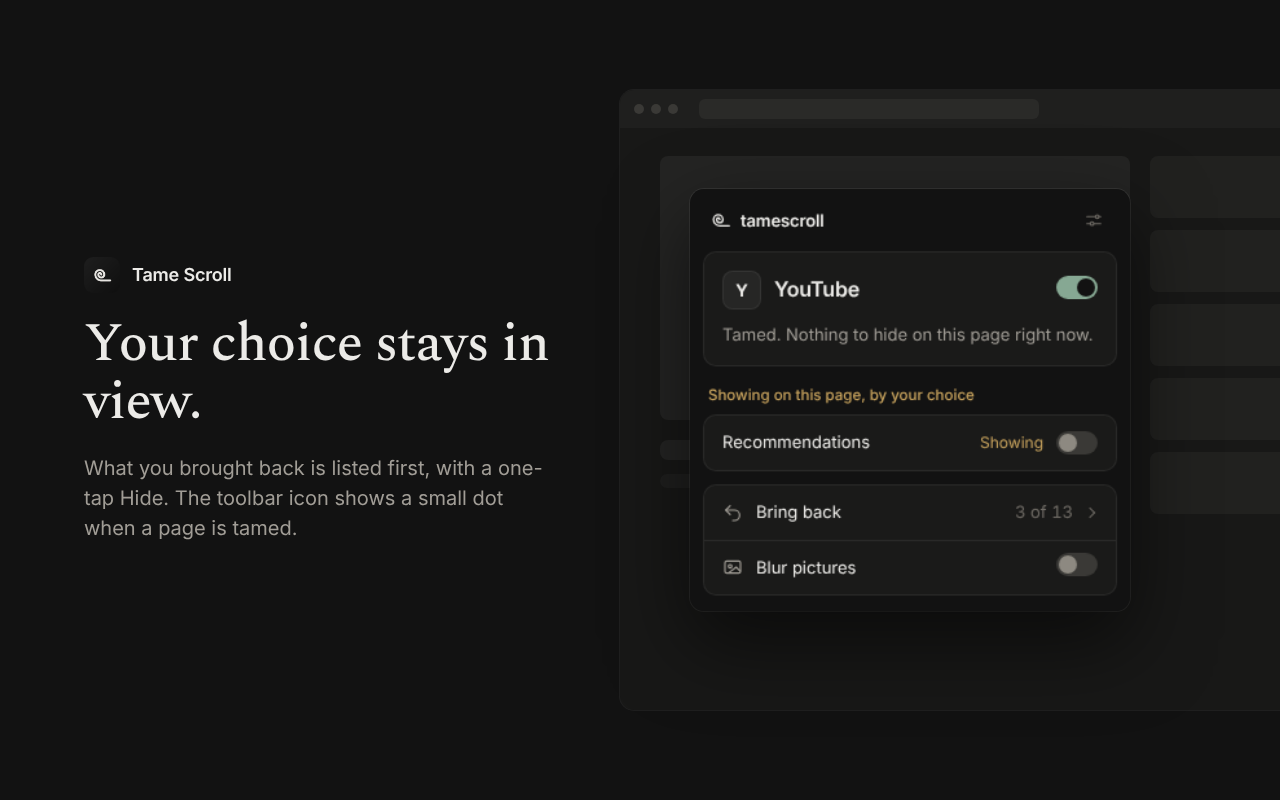 Tame Scroll
Your choice stays in
view.
What you brought back is listed first, with a one-
tap Hide. The toolbar icon shows a small dot
when a page is tamed.
tamescroll
Y YouTube
Tamed. Nothing to hide on this page right now.
Showing on this page, by your choice
Recommendations Showing
Bring back 3 of 13
Blur pictures